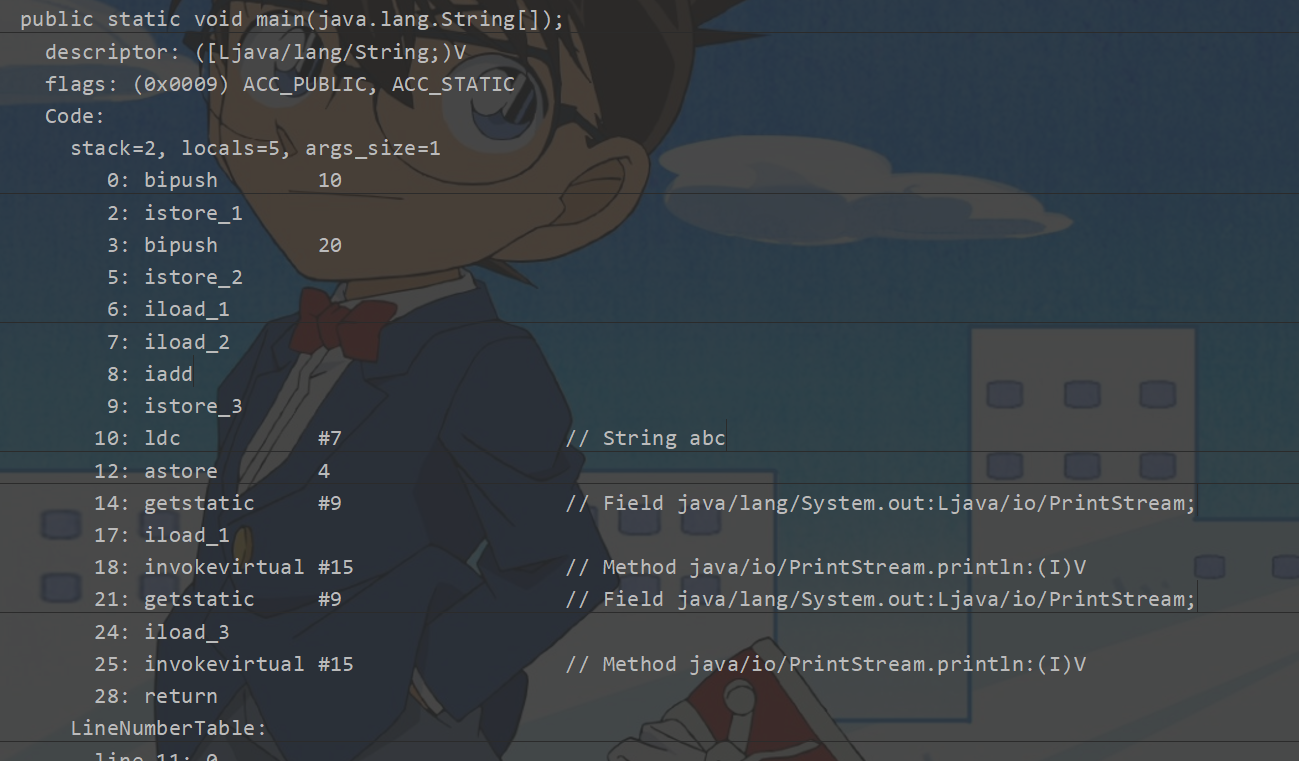 public static void main(java.lang.String[]);
descriptor: ([Ljava/lang/String;)V
flags: (0x0009) ACC_PUBLIC, ACC_STATIC
Code:
stack=2, locals=5, args_size=1
0: bipush 10
2: istore_1
3: bipush 20
5: istore_2
6: iload_1
7: iload_2
8: iadd
9: istore_3
10: ldc #7 // String abc
12: astore 4
14: getstatic #9 // Field java/lang/System.out:Ljava/io/PrintStream;
17: iload_1
18: invokevirtual #15 // Method java/io/PrintStream.println:(I)V
21: getstatic #9 // Field java/lang/System.out:Ljava/io/PrintStream;
24: iload_3
25: invokevirtual #15 // Method java/io/PrintStream.println:(I)V
28: return
LineNumberTable:
line 11: 0